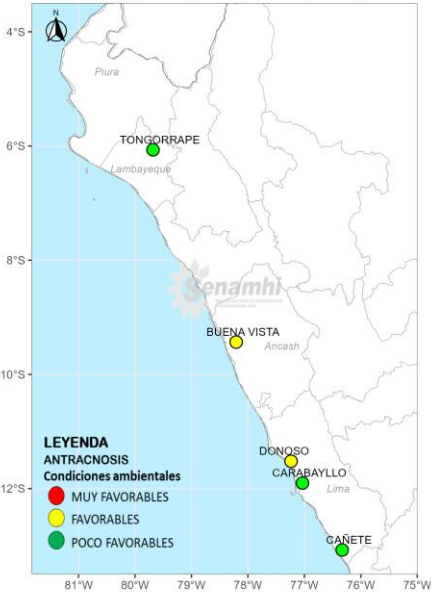 N
4°S
Piura
TONGORRAPE
6°S
Lambayeque
8°S
Senamhi
BUENA VISTA
Ancash
10°S
LEYENDA
ANTRACNOSIS
Condiciones ambientales
MUY FAVORABLES
FAVORABLES
POCO FAVORABLES
DONOSO
CARABAYLLO
12°S
Lima
CAÑETE
81°W 80°W 79°W 78°W 77°W 76°W 75°W